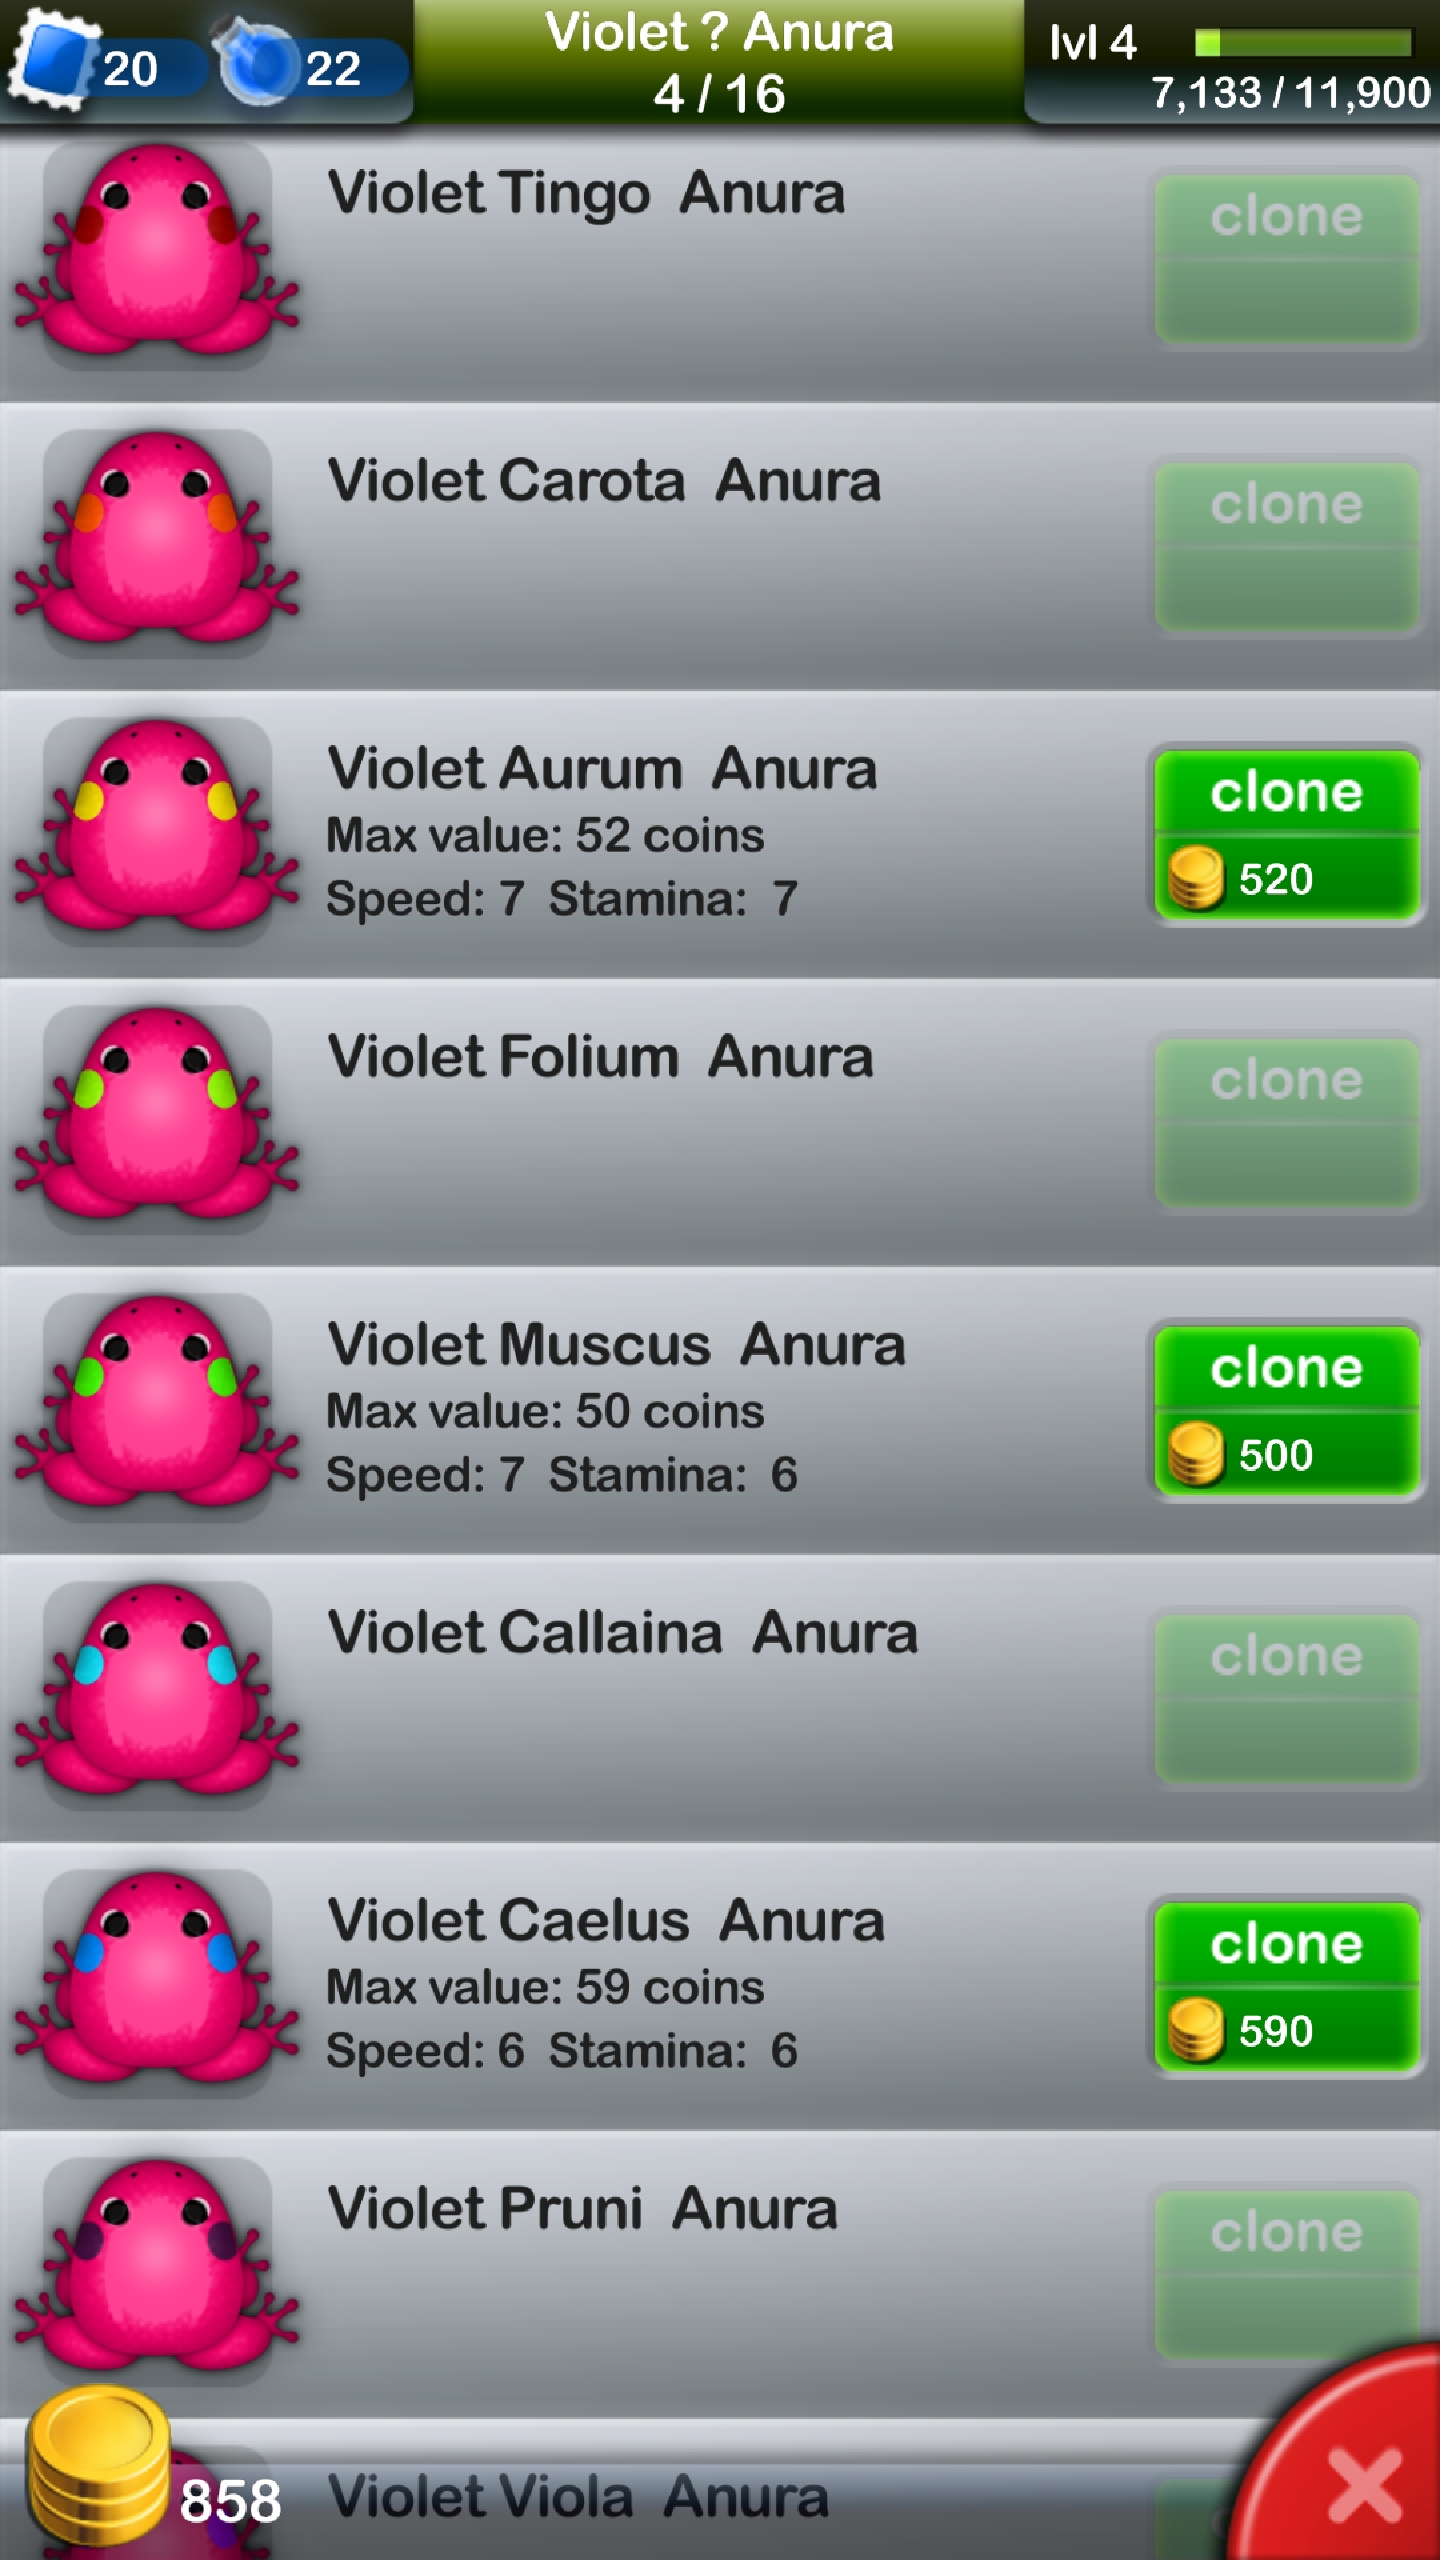 20
22
Violet ? Anura
4 / 16
lvl 4
7,133 / 11,900
Violet Tingo Anura
clone
Violet Carota Anura
clone
Violet Aurum Anura
Max value: 52 coins
Speed: 7 Stamina: 7
clone
520
Violet Folium Anura
clone
Violet Muscus Anura
Max value: 50 coins
Speed: 7 Stamina: 6
clone
500
Violet Callaina Anura
clone
Violet Caelus Anura
Max value: 59 coins
Speed: 6 Stamina: 6
clone
590
Violet Pruni Anura
clone
858
Violet Viola Anura